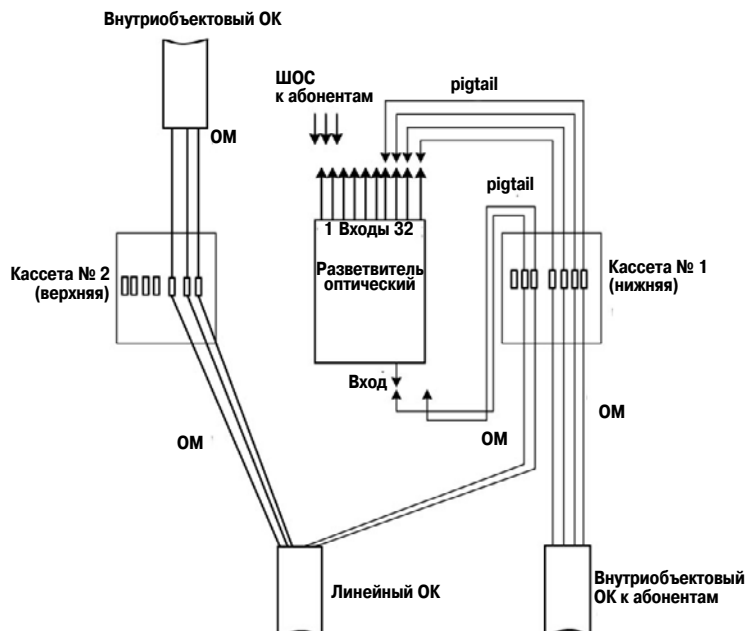 Внутриобъектовый ОК
ШОС
к абонентам
pigtail
ОМ
pigtail
1 Входы 32
Разветвитель
оптический
Кассета № 2
(верхняя)
Кассета № 1
(нижняя)
Вход
ОМ
ОМ
ОМ
Линейный ОК
Внутриобъектовый
ОК к абонентам